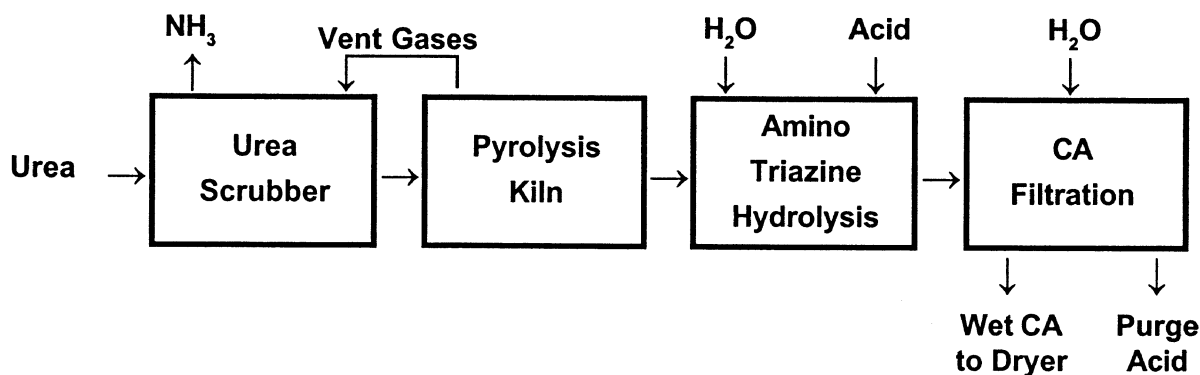 NH₃
Vent Gases
H₂O
Acid
H₂O
Urea
Urea
Scrubber
Pyrolysis
Kiln
Amino
Triazine
Hydrolysis
CA
Filtration
Wet CA
to Dryer
Purge
Acid